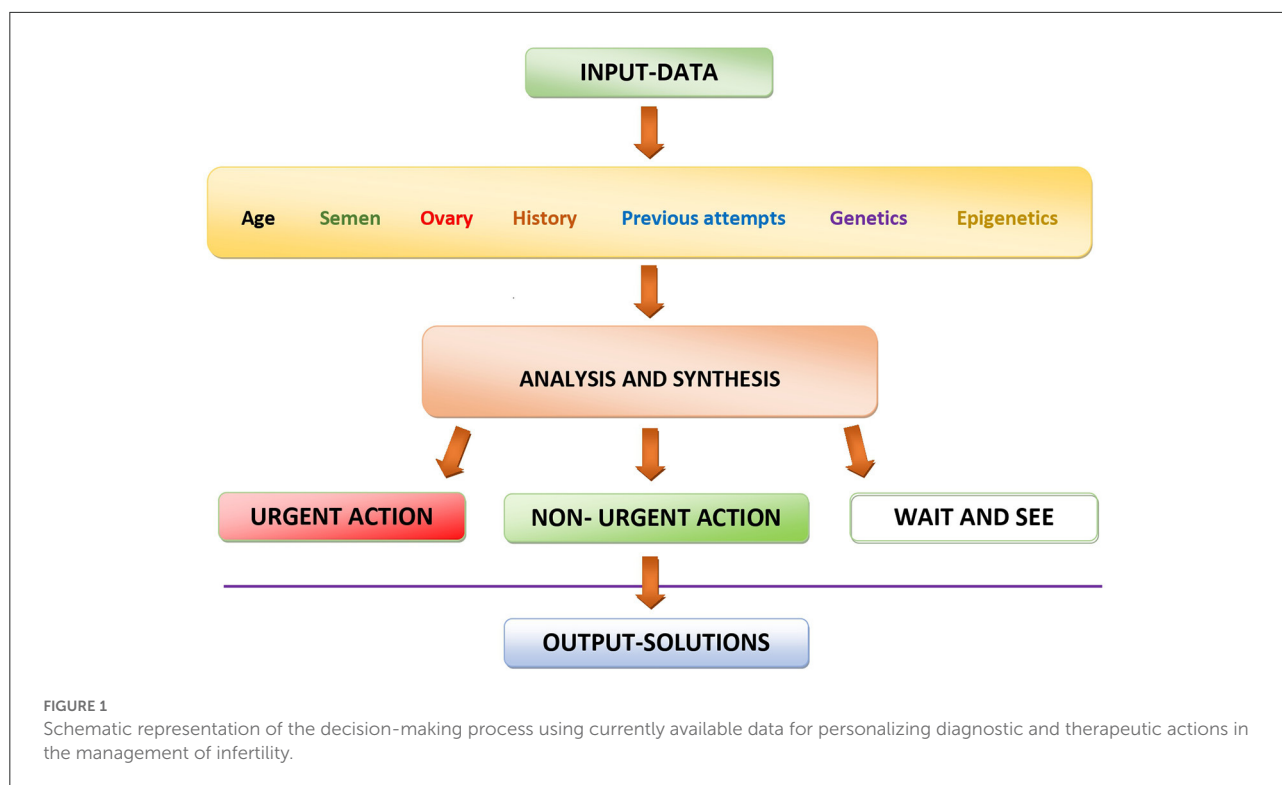 INPUT-DATA
Age Semen Ovary History Previous attempts Genetics Epigenetics
ANALYSIS AND SYNTHESIS
URGENT ACTION NON- URGENT ACTION WAIT AND SEE
OUTPUT-SOLUTIONS
FIGURE 1
Schematic representation of the decision-making process using currently available data for personalizing diagnostic and therapeutic actions in
the management of infertility.